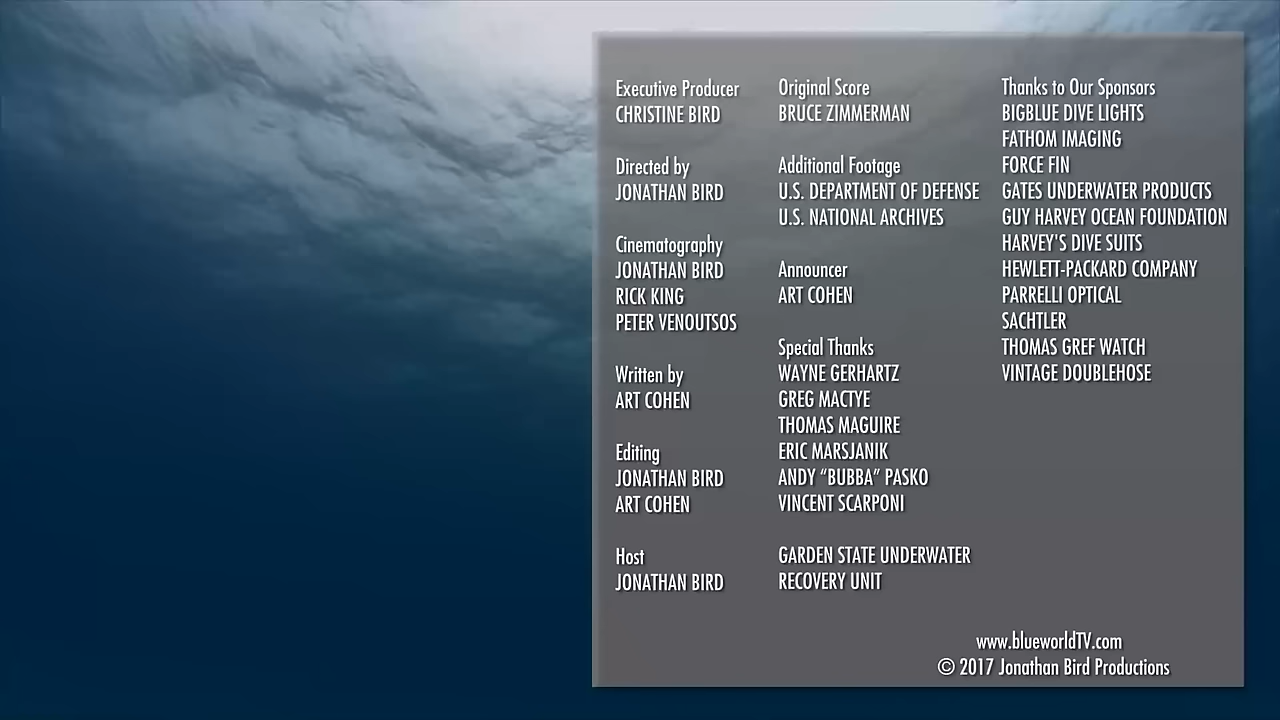 Executive Producer
CHRISTINE BIRD
Directed by
JONATHAN BIRD
Cinematography
JONATHAN BIRD
RICK KING
PETER VENOUTSOS
Written by
ART COHEN
Editing
JONATHAN BIRD
ART COHEN
Host
JONATHAN BIRD
Original Score
BRUCE ZIMMERMAN
Additional Footage
U.S. DEPARTMENT OF DEFENSE
U.S. NATIONAL ARCHIVES
Announcer
ART COHEN
Special Thanks
WAYNE GERHARTZ
GREG MACTYE
THOMAS MAGUIRE
ERIC MARSJANIK
ANDY “BUBBA” PASKO
VINCENT SCARPONI
GARDEN STATE UNDERWATER
RECOVERY UNIT
Thanks to Our Sponsors
BIGBLUE DIVE LIGHTS
FATHOM IMAGING
FORCE FIN
GATES UNDERWATER PRODUCTS
GUY HARVEY OCEAN FOUNDATION
HARVEY'S DIVE SUITS
HEWLETT-PACKARD COMPANY
PARRELLI OPTICAL
SACHTLER
THOMAS GREF WATCH
VINTAGE DOUBLEHOSE
www.blueworldTV.com
© 2017 Jonathan Bird Productions